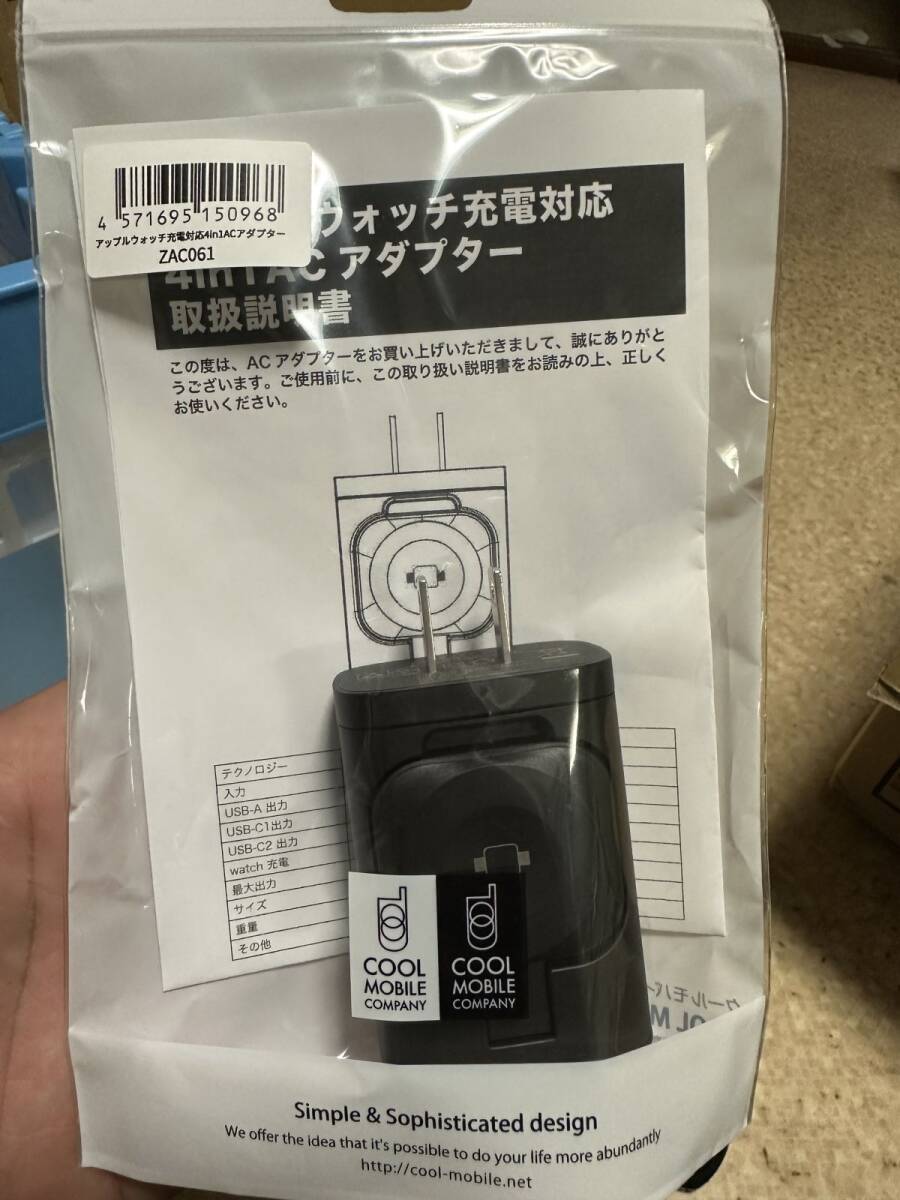 4 571695 150968
アップルウォッチ充電対応4in1ACアダプター
ZAC061
ウォッチ充電対応
4in1 AC アダプター
取扱説明書
この度は、AC アダプターをお買い上げいただきまして、誠にありがと
うございます。ご使用前に、この取り扱い説明書をお読みの上、正しく
お使いください。
テクノロジー
入力
USB-A 出力
USB-C1出力
USB-C2 出力
watch 充電
最大出力
サイズ
重量
その他
COOL
MOBILE
COMPANY
COOL
MOBILE
COMPANY
クールモバ
OL M
Simple & Sophisticated design
We offer the idea that it's possible to do your life more abundantly
http://cool-mobile.net